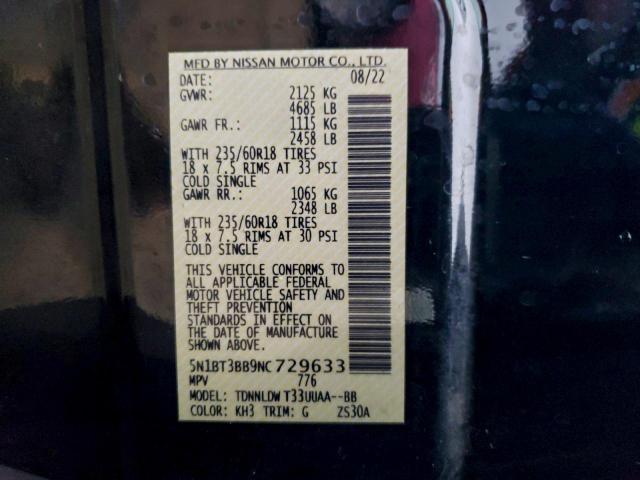 MFD BY NISSAN MOTOR CO., LTD.
DATE: 08/22
GVWR: 2125 KG
4685 LB
GAWR FR.: 1115 KG
2458 LB
WITH 235/60R18 TIRES
18 x 7.5 RIMS AT 33 PSI
COLD SINGLE
GAWR RR.: 1065 KG
2348 LB
WITH 235/60R18 TIRES
18 x 7.5 RIMS AT 30 PSI
COLD SINGLE
THIS VEHICLE CONFORMS TO
ALL APPLICABLE FEDERAL
MOTOR VEHICLE SAFETY AND
THEFT PREVENTION
STANDARDS IN EFFECT ON
THE DATE OF MANUFACTURE
SHOWN ABOVE.
5N1BT3BB9NC729633
MPV 776
MODEL: TDNNLDW T33UUAA--BB
COLOR: KH3 TRIM: G ZS30A